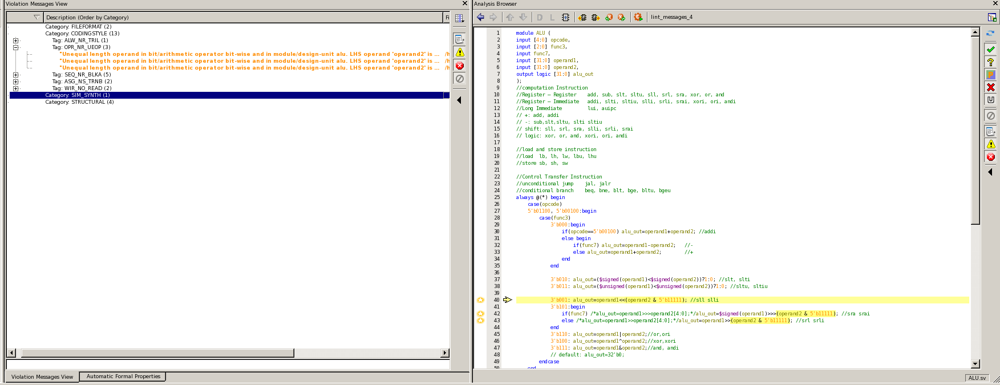 Violation Messages View
Description (Order by Category)
Fi
Category: FILEFORMAT (2)
Category: CODINGSTYLE (13)
Tag: ALW_NR_TRIL (1)
Tag: OPR_NR_UEOP (3)
"Unequal length operand in bit/arithmetic operator bit-wise and in module/design-unit alu. LHS operand 'operand2' is ... /h
"Unequal length operand in bit/arithmetic operator bit-wise and in module/design-unit alu. LHS operand 'operand2' is ... /h
"Unequal length operand in bit/arithmetic operator bit-wise and in module/design-unit alu. LHS operand 'operand2' is ... /h
Tag: SEQ_NR_BLKA (5)
Tag: ASG_NS_TRNB (2)
Tag: WIR_NO_READ (2)
Category: SIM_SYNTH (1)
Category: STRUCTURAL (4)
Violation Messages View
Automatic Formal Properties
Analysis Browser
D L lint_messages_4
1 module ALU (
2 input [4:0] opcode,
3 input [2:0] func3,
4 input func7,
5 input [31:0] operand1,
6 input [31:0] operand2,
7 output logic [31:0] alu_out
8 );
9 //computation Instruction
10 //Register – Register add, sub, slt, sltu, sll, srl, sra, xor, or, and
11 //Register – Immediate addi, slti, sltiu, slli, srli, srai, xori, ori, andi
12 //Long Immediate lui, auipc
13 // +: add, addi
14 // -: sub,slt,sltu, slti sltiu
15 // shift: sll, srl, sra, slli, srli, srai
16 // logic: xor, or, and, xori, ori, andi
17
18 //load and store instruction
19 //load lb, lh, lw, lbu, lhu
20 //store sb, sh, sw
21
22 //Control Transfer Instruction
23 //unconditional jump jal, jalr
24 //conditional branch beq, bne, blt, bge, bltu, bgeu
25 always @(*) begin
26 case(opcode)
27 5'b01100, 5'b00100:begin
28 case(func3)
29 3'b000:begin
30 if(opcode==5'b00100) alu_out=operand1+operand2; //addi
31 else begin
32 if(func7) alu_out=operand1-operand2; //-
33 else alu_out=operand1+operand2; //+
34 end
35 end
36
37 3'b010: alu_out=($signed(operand1)<$signed(operand2))?1:0; //slt, slti
38 3'b011: alu_out=($unsigned(operand1)<$unsigned(operand2))?1:0; //sltu, sltiu
39
40 3'b001: alu_out=operand1<<(operand2 & 5'b11111); //sll slli
41 3'b101:begin
42 if(func7) /*alu_out=operand1>>>operand2[4:0];*/alu_out=$signed(operand1)>>>(operand2 & 5'b11111); //sra srai
43 else /*alu_out=operand1>>operand2[4:0];*/alu_out=operand1>>(operand2 & 5'b11111); //srl srli
44 end
45 3'b110: alu_out=operand1|operand2;//or,ori
46 3'b100: alu_out=operand1^operand2;//xor,xori
47 3'b111: alu_out=operand1&operand2;//and, andi
48 // default: alu_out=32'b0;
49 endcase
50 end
ALU.sv